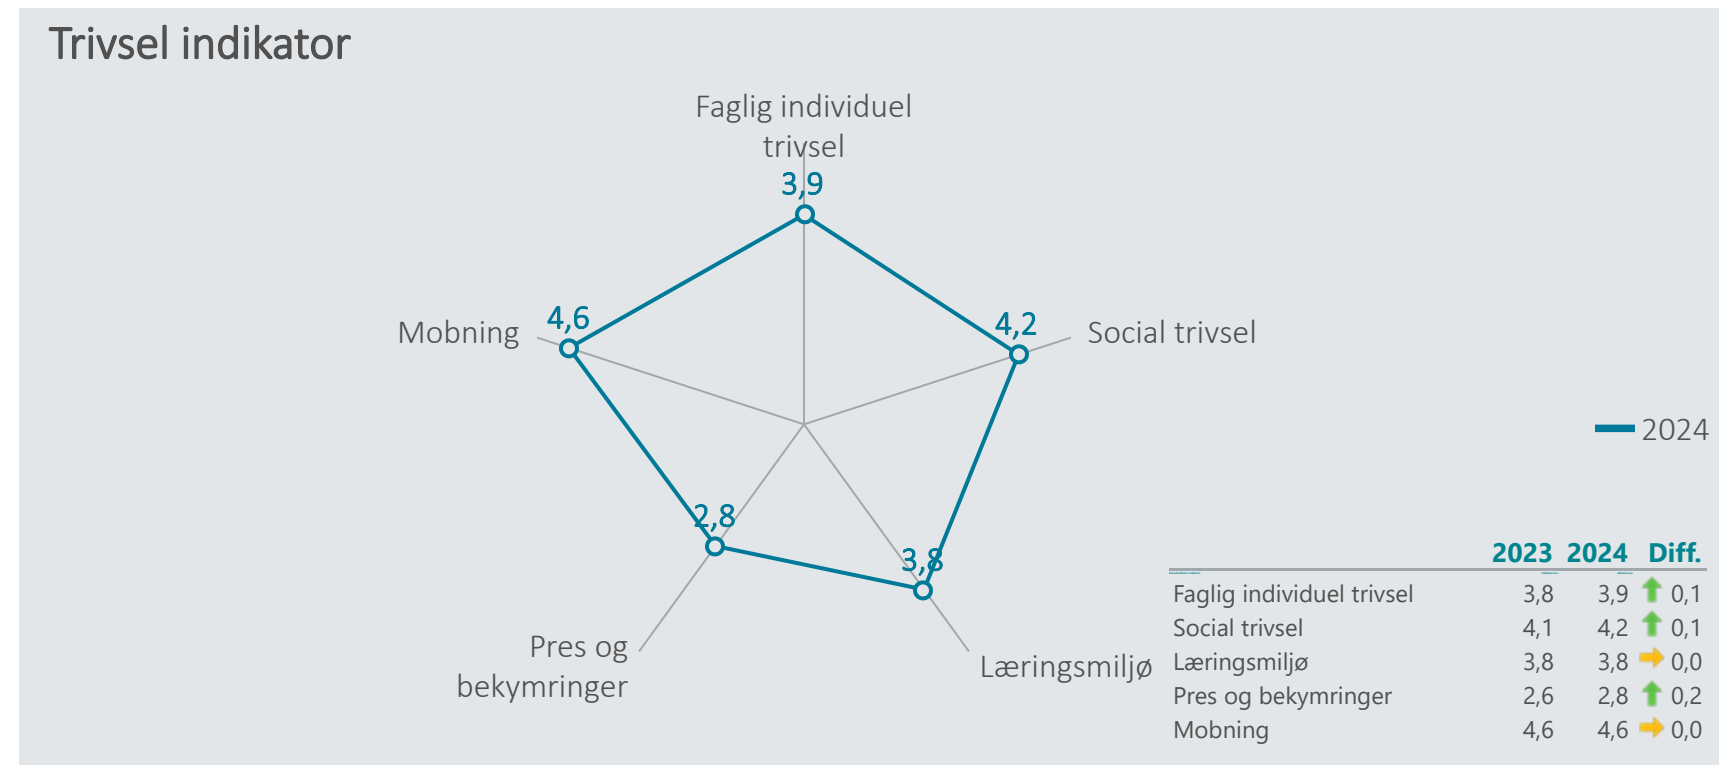 Trivsel indikator
Faglig individuel
trivsel
3,9
4,6
4,2
Mobning
Social trivsel
2024
2,8
3,8
Pres og
bekymringer
Læringsmiljø
2023 2024 Diff.
Faglig individuel trivsel 3,8 3,9 0,1
Social trivsel 4,1 4,2 0,1
Læringsmiljø 3,8 3,8 0,0
Pres og bekymringer 2,6 2,8 0,2
Mobning 4,6 4,6 0,0